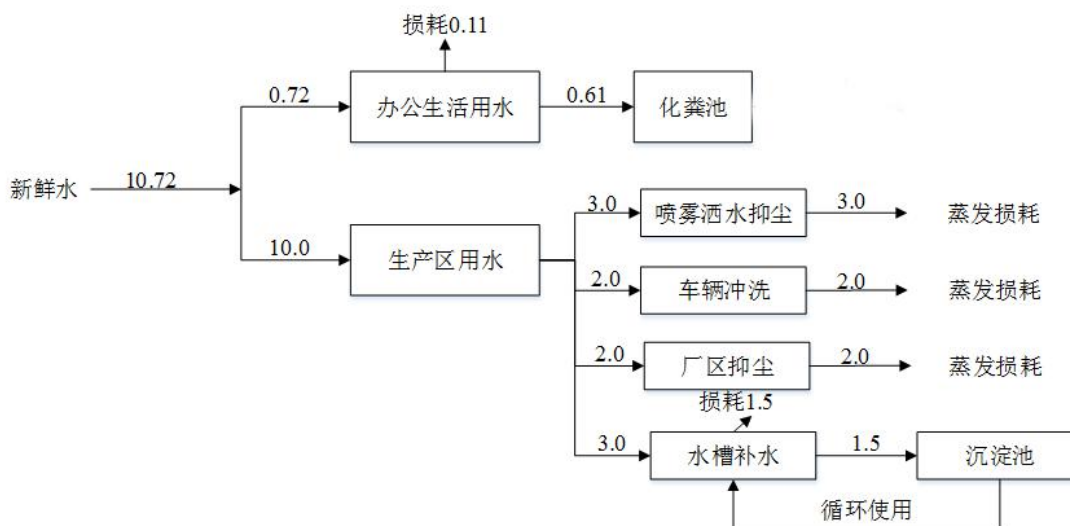 损耗0.11
0.72
办公生活用水
0.61
化粪池
新鲜水
10.72
10.0
生产区用水
3.0
喷雾洒水抑尘
3.0
蒸发损耗
2.0
车辆冲洗
2.0
蒸发损耗
2.0
厂区抑尘
2.0
蒸发损耗
损耗1.5
3.0
水槽补水
1.5
沉淀池
循环使用